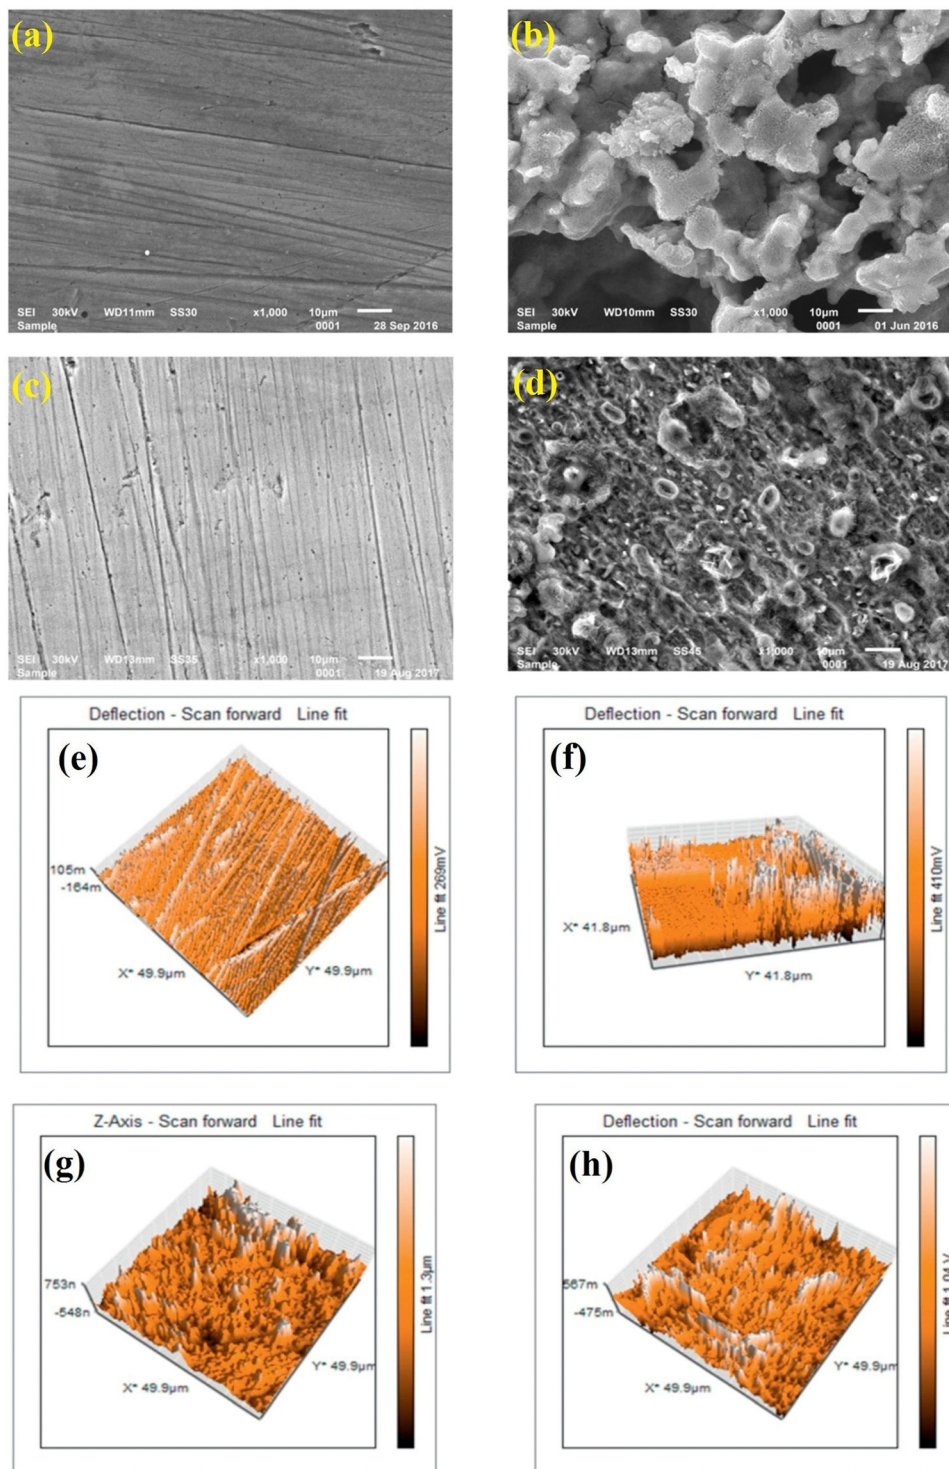 (a)
SEI 30kV WD11mm SS30 x1,000 10µm
Sample 0001 28 Sep 2016
(b)
SEI 30kV WD10mm SS30 x1,000 10µm
Sample 0001 01 Jun 2016
(c)
SEI 30kV WD13mm SS35 x1,000 10µm
Sample 0001 19 Aug 2017
(d)
SEI 30kV WD13mm SS45 x1,000 10µm
Sample 0001 19 Aug 2017
Deflection - Scan forward Line fit
(e)
105m
-164m
X* 49.9µm
Y* 49.9µm
Line fit 269mV
Deflection - Scan forward Line fit
(f)
X* 41.8µm
Y* 41.8µm
Line fit 410mV
Z-Axis - Scan forward Line fit
(g)
753n
-548n
X* 49.9µm
Y* 49.9µm
Line fit 1.3µm
Deflection - Scan forward Line fit
(h)
567m
-475m
X* 49.9µm
Y* 49.9µm
Line fit 1.04 V